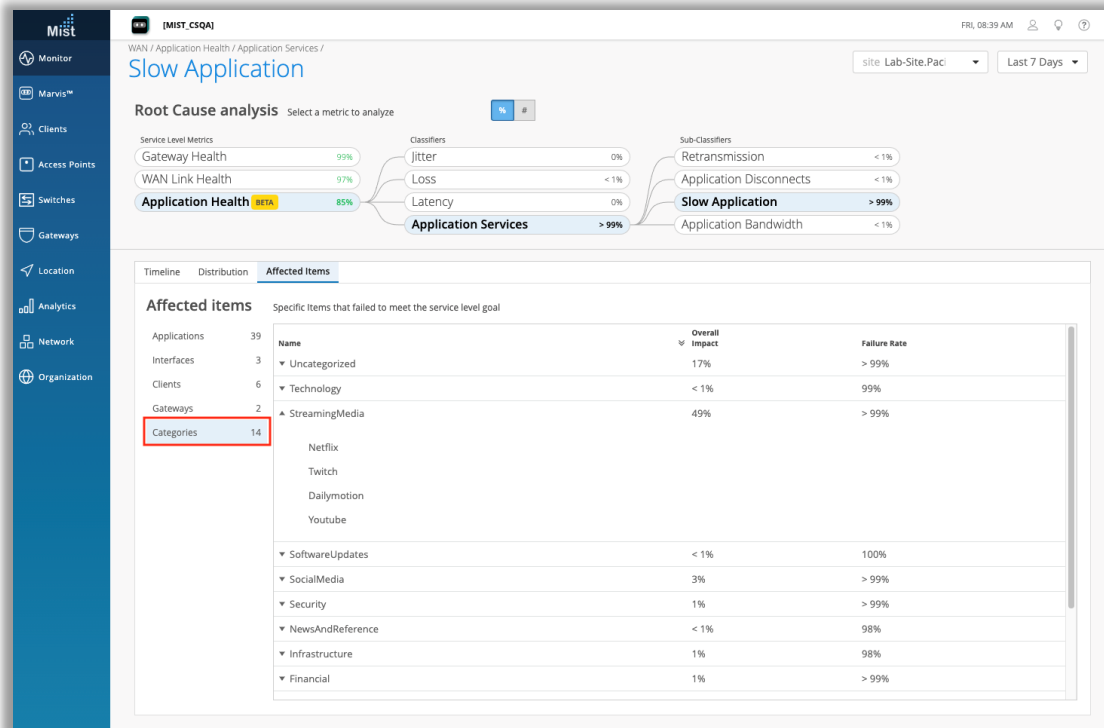 Mist
[MIST_CSQA]
FRI, 08:39 AM
?
Monitor
Marvis™
Clients
Access Points
Switches
Gateways
Location
Analytics
Network
Organization
WAN / Application Health / Application Services /
Slow Application
site Lab-Site.Paci
Last 7 Days
Root Cause analysis Select a metric to analyze
% #
Service Level Metrics
Gateway Health 99%
WAN Link Health 97%
Application Health BETA 85%
Classifiers
Jitter 0%
Loss < 1%
Latency 0%
Application Services > 99%
Sub-Classifiers
Retransmission < 1%
Application Disconnects < 1%
Slow Application > 99%
Application Bandwidth < 1%
Timeline Distribution Affected Items
Affected items Specific Items that failed to meet the service level goal
Applications 39
Interfaces 3
Clients 6
Gateways 2
Categories 14
Name Overall Impact Failure Rate
Uncategorized 17% > 99%
Technology < 1% 99%
StreamingMedia 49% > 99%
Netflix
Twitch
Dailymotion
Youtube
SoftwareUpdates < 1% 100%
SocialMedia 3% > 99%
Security 1% > 99%
NewsAndReference < 1% 98%
Infrastructure 1% 98%
Financial 1% > 99%